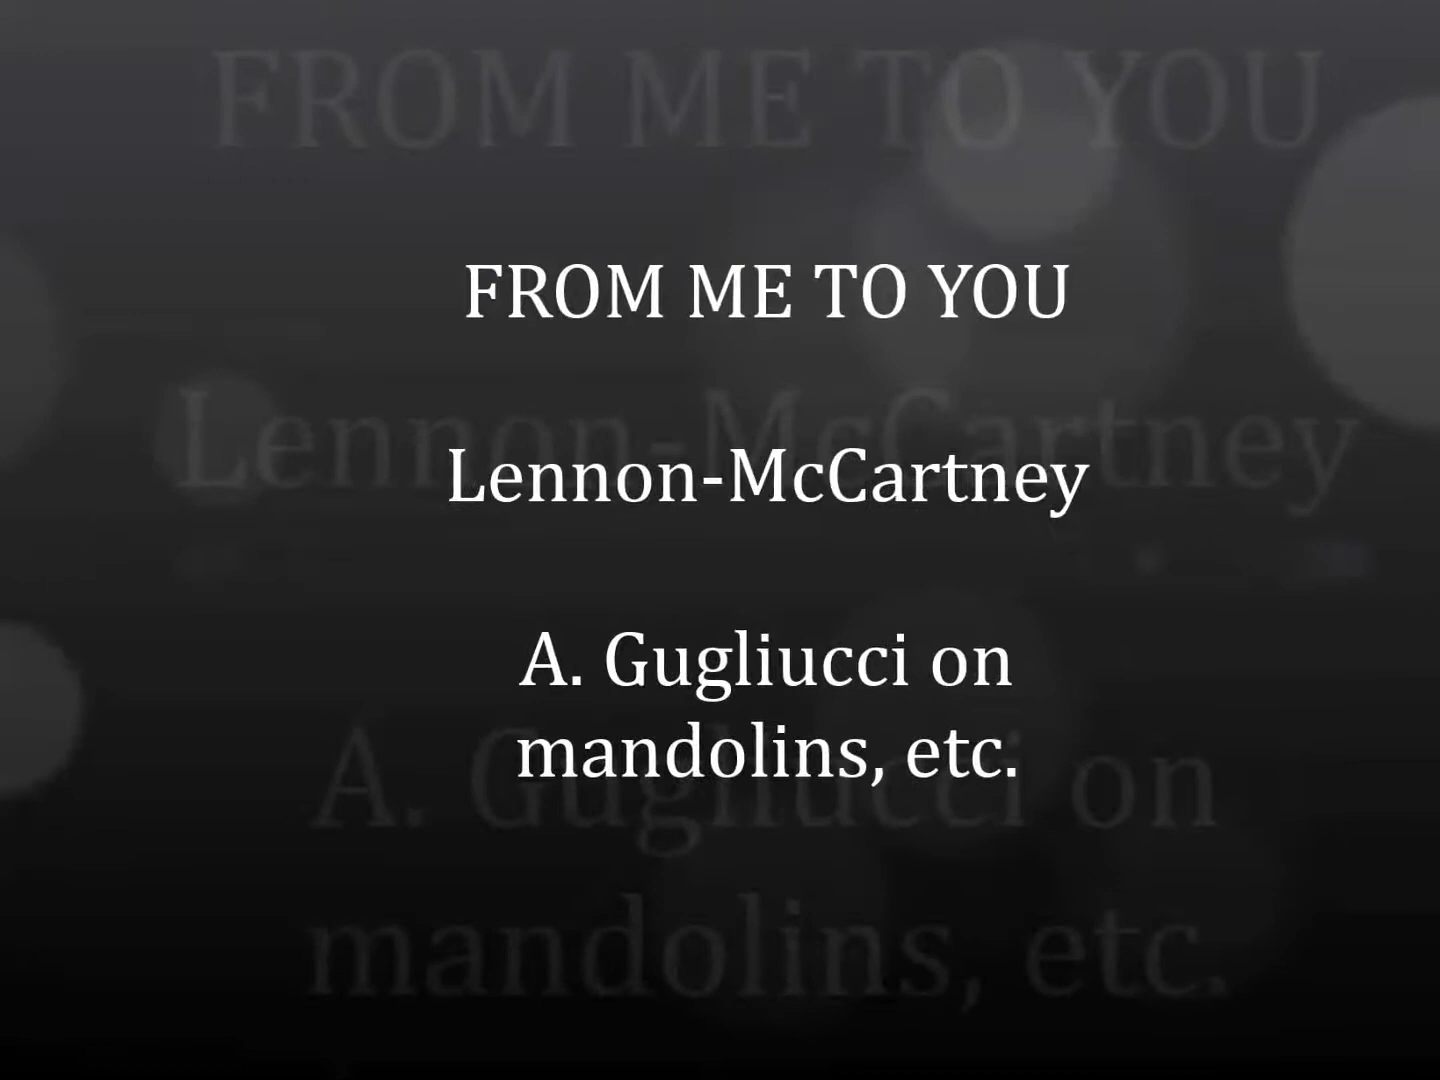 FROM ME TO YOU
Lennon-McCartney
A. Gugliucci on
mandolins, etc.